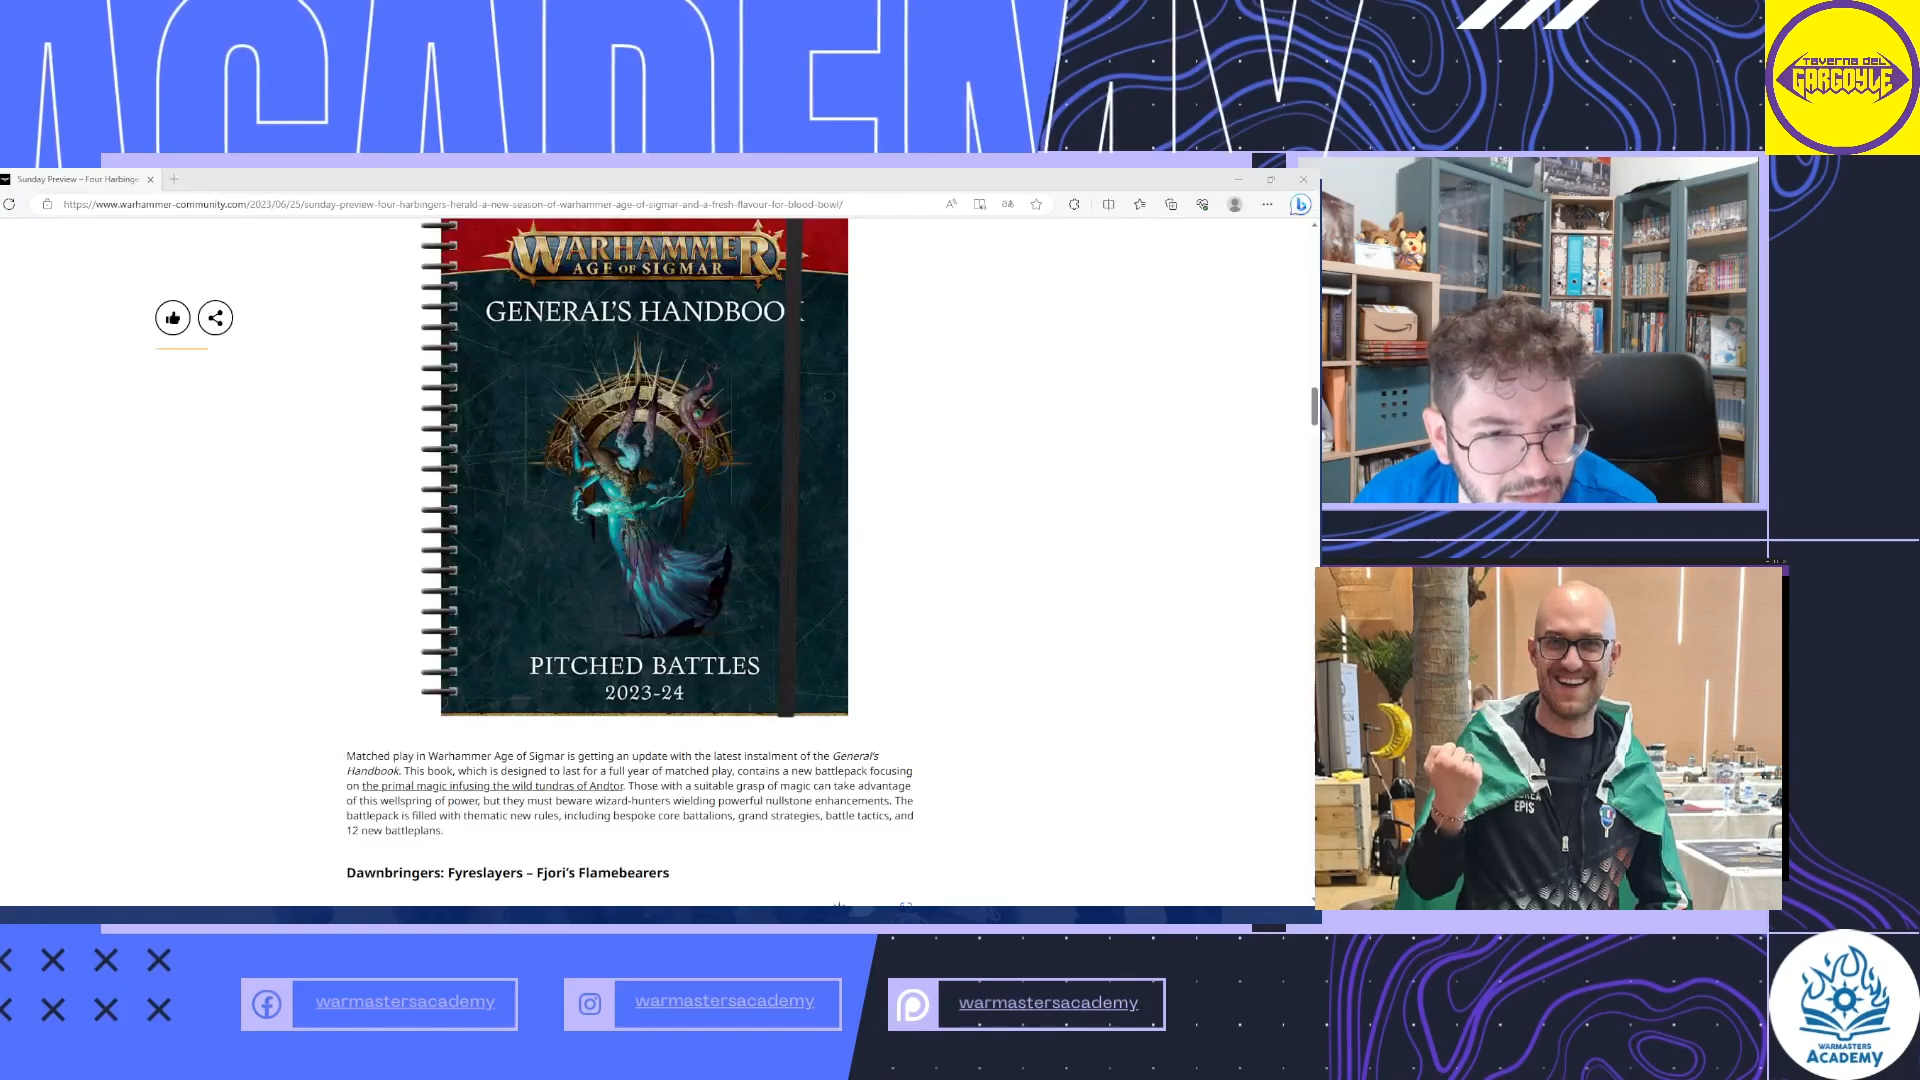 ACADEMY
taverna del
GARGOYLE
Sunday Preview – Four Harbinge
https://www.warhammer-community.com/2023/06/25/sunday-preview-four-harbingers-herald-a-new-season-of-warhammer-age-of-sigmar-and-a-fresh-flavour-for-blood-bowl/
WARHAMMER
AGE OF SIGMAR
GENERAL'S HANDBOOK
PITCHED BATTLES
2023-24
Matched play in Warhammer Age of Sigmar is getting an update with the latest instalment of the General's
Handbook. This book, which is designed to last for a full year of matched play, contains a new battlepack focusing
on the primal magic infusing the wild tundras of Andtor. Those with a suitable grasp of magic can take advantage
of this wellspring of power, but they must beware wizard-hunters wielding powerful nullstone enhancements. The
battlepack is filled with thematic new rules, including bespoke core battalions, grand strategies, battle tactics, and
12 new battleplans.
Dawnbringers: Fyreslayers – Fjori's Flamebearers
EPIS
warmastersacademy
warmastersacademy
warmastersacademy
WARMASTERS
ACADEMY